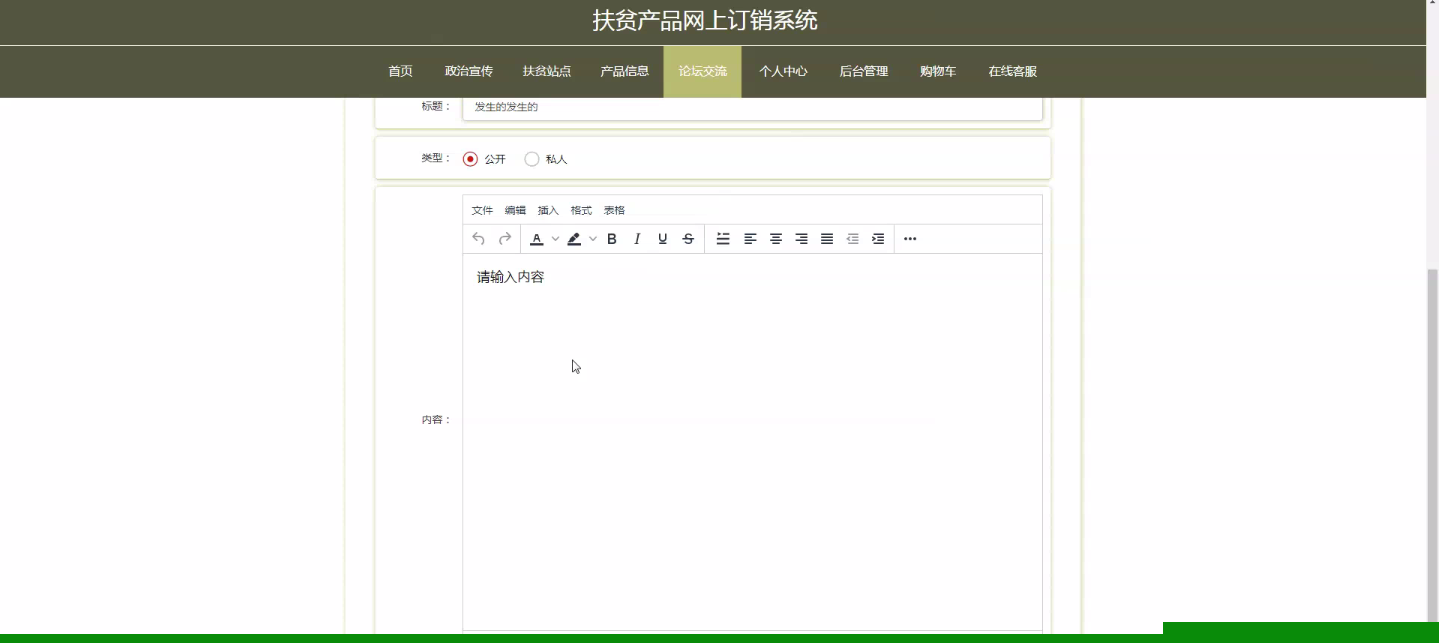 扶贫产品网上订销系统
首页 政治宣传 扶贫站点 产品信息 论坛交流 个人中心 后台管理 购物车 在线客服
标题： 发生的发生的
类型： 公开 私人
文件 编辑 插入 格式 表格
A B I U S ...
请输入内容
内容：